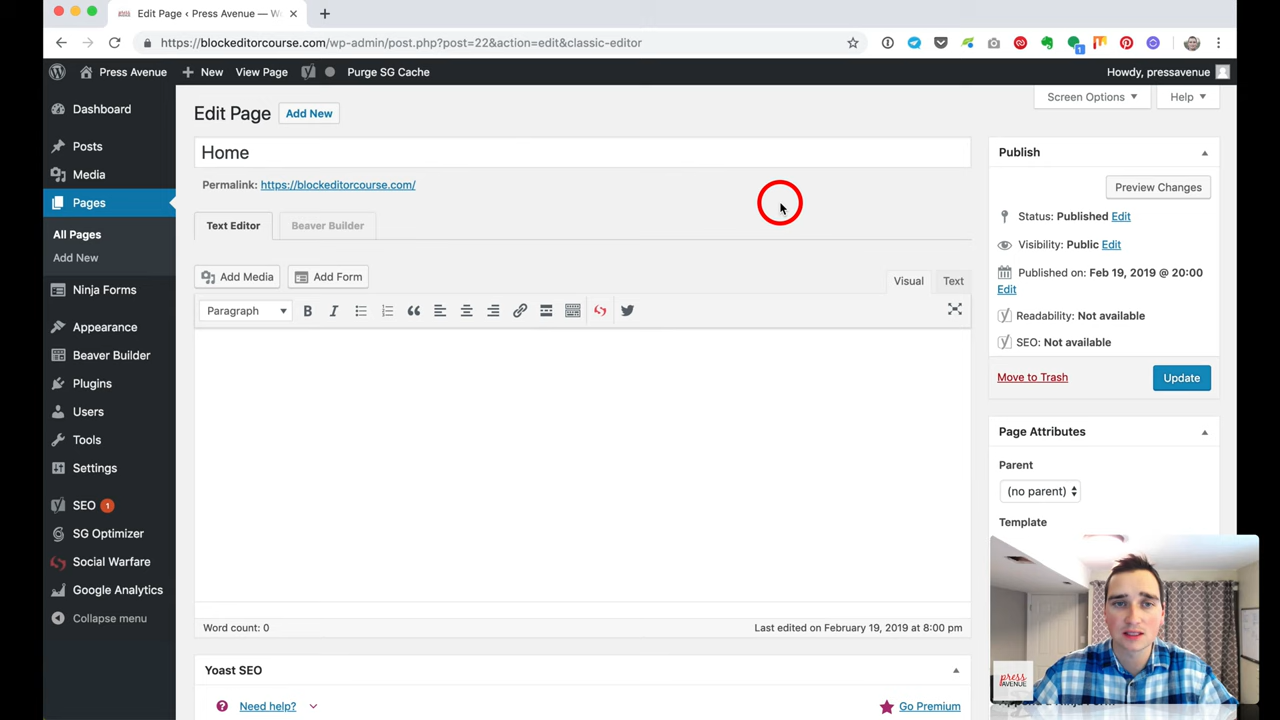 Edit Page ‹ Press Avenue — W
https://blockeditorcourse.com/wp-admin/post.php?post=22&action=edit&classic-editor
1
Press Avenue
New
View Page
Purge SG Cache
Howdy, pressavenue
Dashboard
Posts
Media
Pages
All Pages
Add New
Ninja Forms
Appearance
Beaver Builder
Plugins
Users
Tools
Settings
SEO 1
SG Optimizer
Social Warfare
Google Analytics
Collapse menu
Screen Options
Help
Edit Page
Add New
Home
Permalink: https://blockeditorcourse.com/
Text Editor
Beaver Builder
Add Media
Add Form
Visual
Text
Paragraph
B I
Word count: 0
Last edited on February 19, 2019 at 8:00 pm
Yoast SEO
Need help?
Go Premium
Publish
Preview Changes
Status: Published Edit
Visibility: Public Edit
Published on: Feb 19, 2019 @ 20:00
Edit
Readability: Not available
SEO: Not available
Move to Trash
Update
Page Attributes
Parent
(no parent)
Template
press
AVENUE